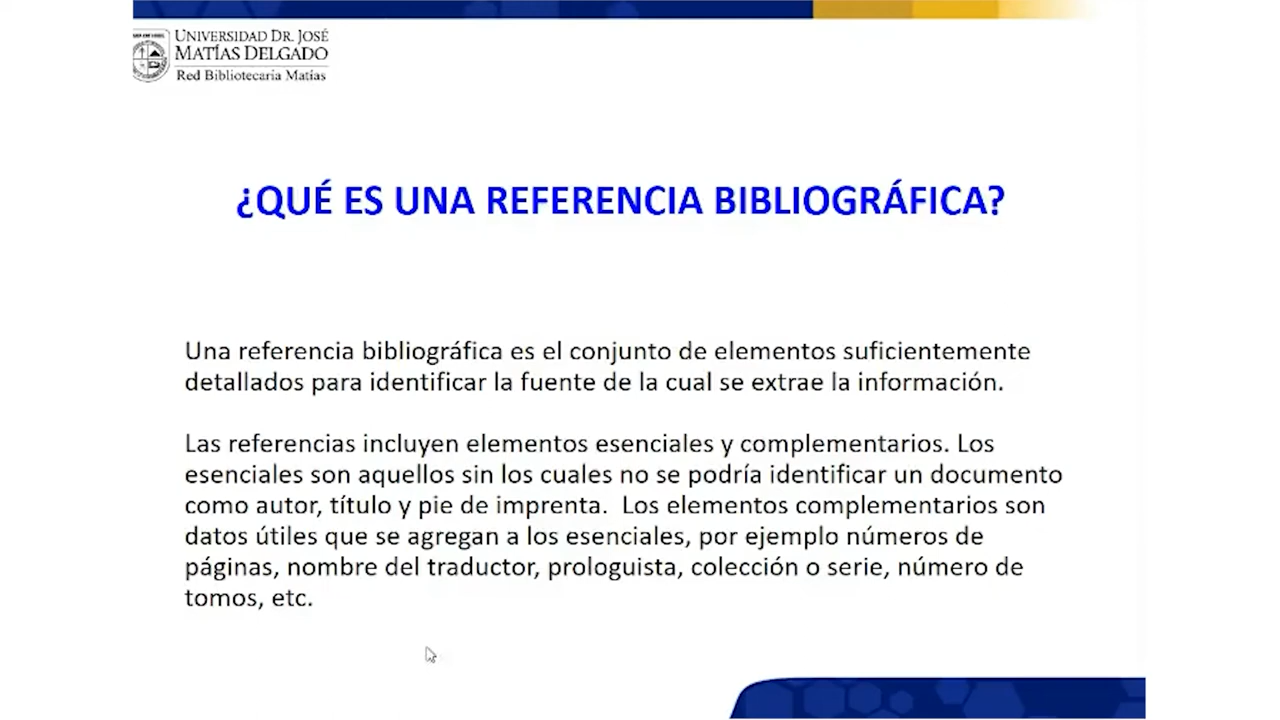 UNIVERSIDAD DR. JOSÉ
MATÍAS DELGADO
Red Bibliotecaria Matías
¿QUÉ ES UNA REFERENCIA BIBLIOGRÁFICA?
Una referencia bibliográfica es el conjunto de elementos suficientemente
detallados para identificar la fuente de la cual se extrae la información.
Las referencias incluyen elementos esenciales y complementarios. Los
esenciales son aquellos sin los cuales no se podría identificar un documento
como autor, título y pie de imprenta.  Los elementos complementarios son
datos útiles que se agregan a los esenciales, por ejemplo números de
páginas, nombre del traductor, prologuista, colección o serie, número de
tomos, etc.